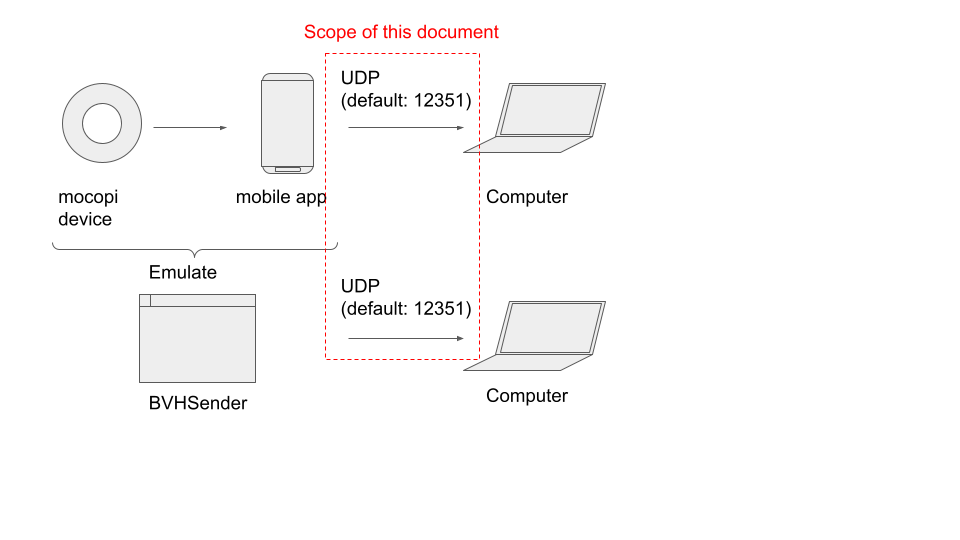 Scope of this document
UDP
(default: 12351)
mocopi
device
mobile app
Computer
Emulate
UDP
(default: 12351)
BVHSender
Computer